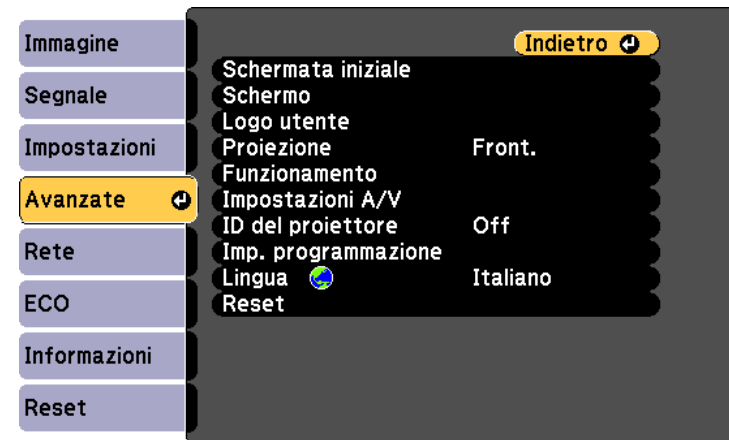 Immagine
Segnale
Impostazioni
Avanzate
Rete
ECO
Informazioni
Reset
Indietro
Schermata iniziale
Schermo
Logo utente
Proiezione Front.
Funzionamento
Impostazioni A/V
ID del proiettore Off
Imp. programmazione
Lingua Italiano
Reset